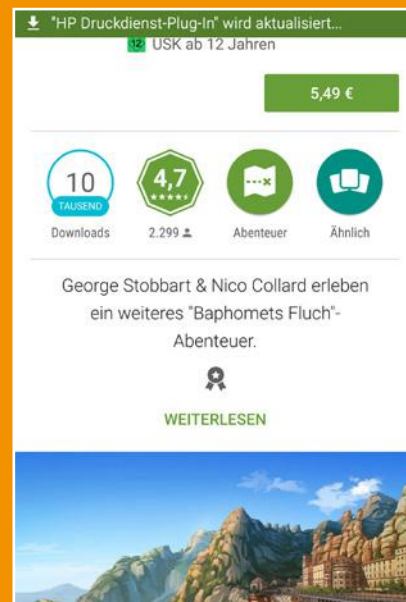 "HP Druckdienst-Plug-In" wird aktualisiert...
12 USK ab 12 Jahren
5,49 €
10
TAUSEND
4,7
Downloads
2.299
Abenteuer
Ähnlich
George Stobbart & Nico Collard erleben
ein weiteres "Baphomets Fluch"-
Abenteuer.
WEITERLESEN